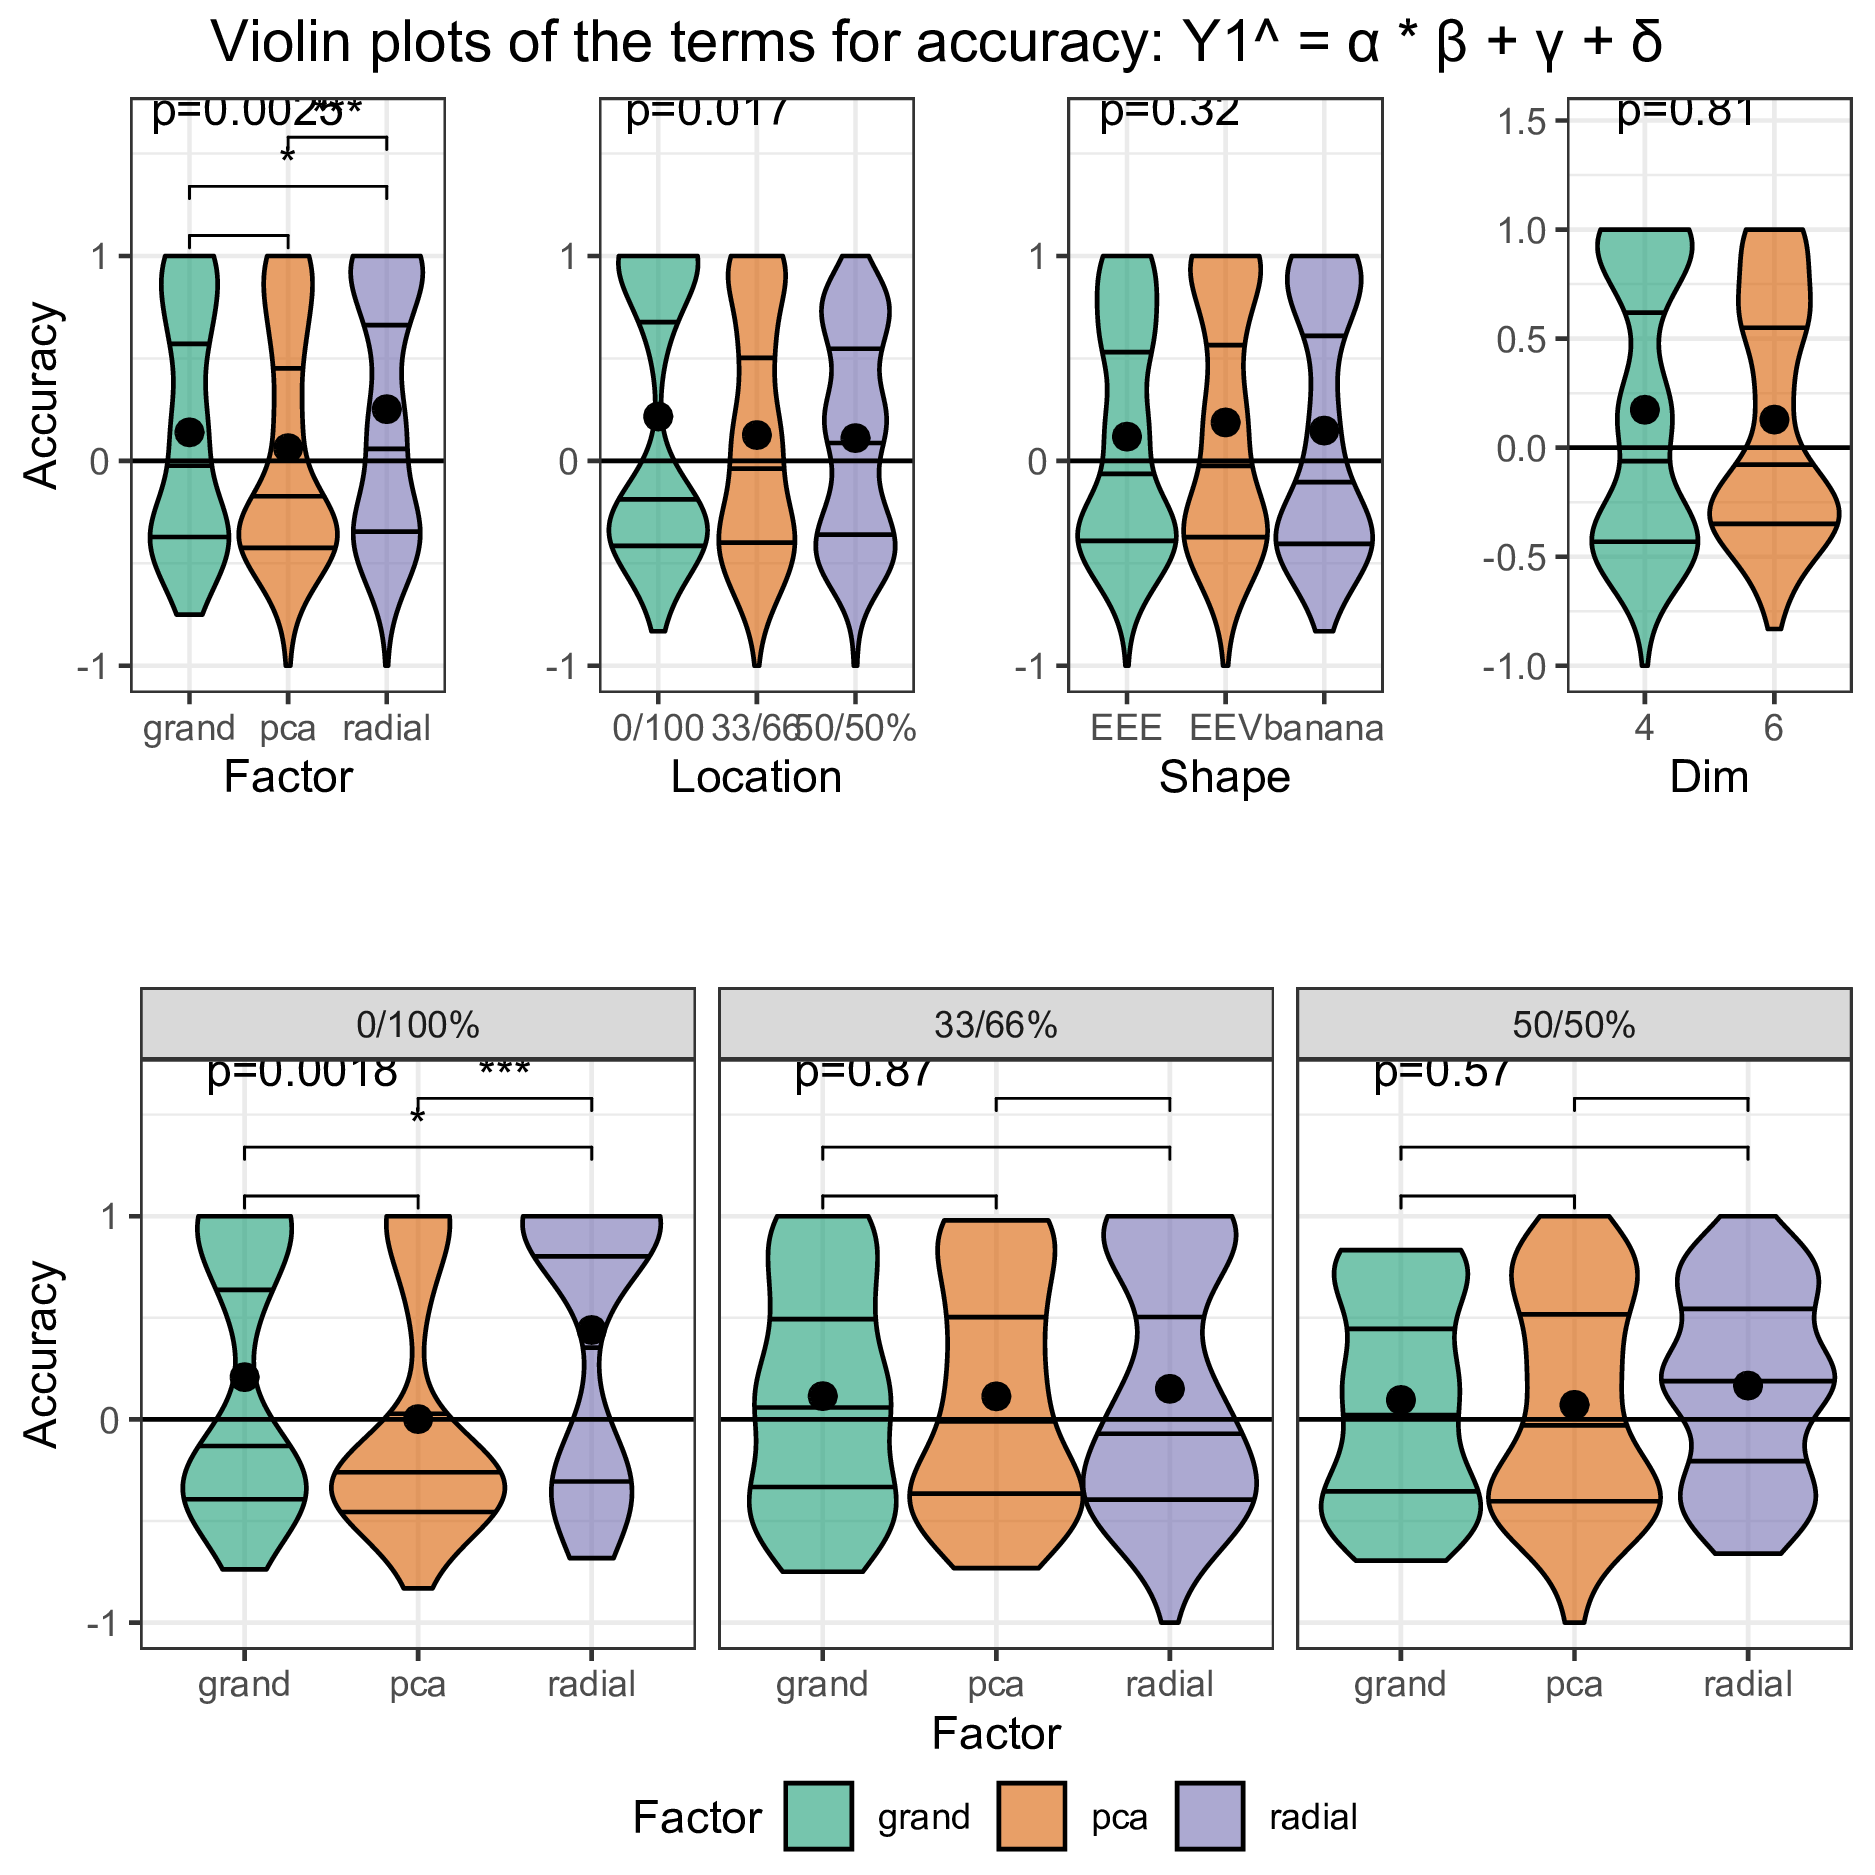 Violin plots of the terms for accuracy: Y1^ = α * β + γ + δ
p=0.0025
***
*
p=0.017
p=0.32
p=0.81
Accuracy
1
0
-1
1
0
-1
1
0
-1
1.5
1.0
0.5
0.0
-0.5
-1.0
grand pca radial
0/100 33/66 50/50%
EEE EEV banana
4 6
Factor
Location
Shape
Dim
0/100%
33/66%
50/50%
p=0.0018
***
*
p=0.87
p=0.57
Accuracy
1
0
-1
grand pca radial
grand pca radial
grand pca radial
Factor
Factor grand pca radial